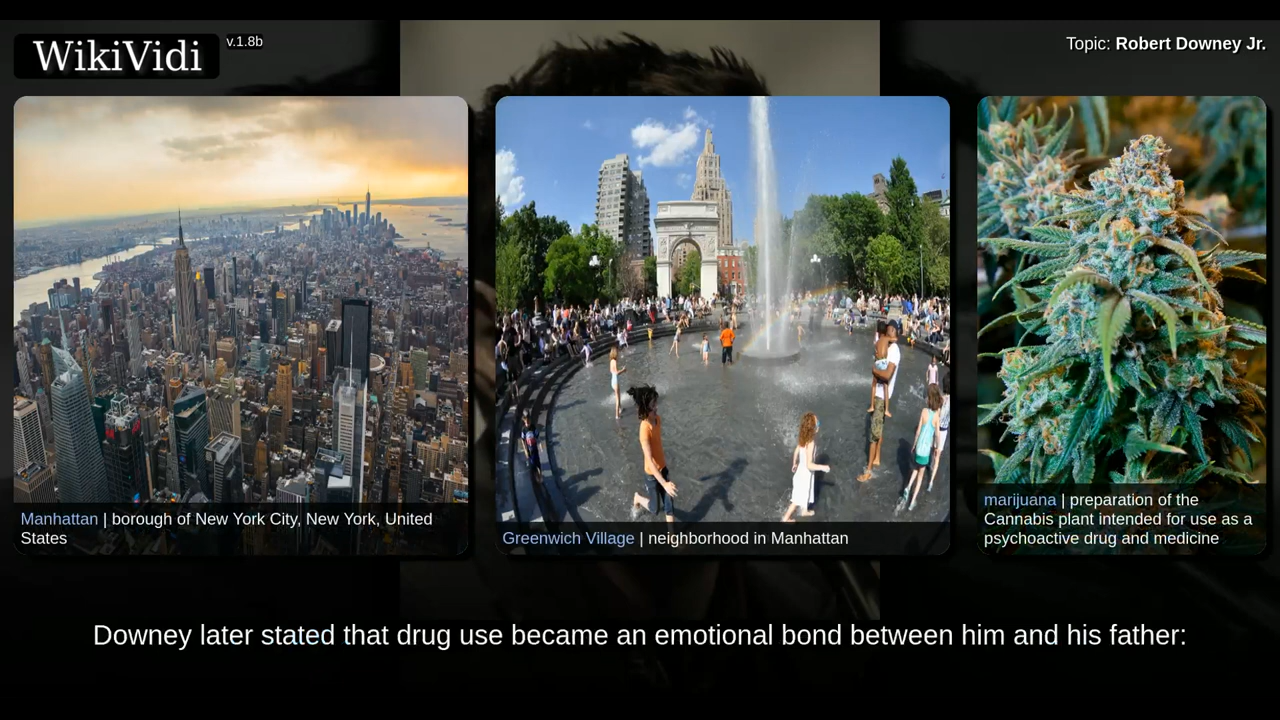 WikiVidi
v.1.8b
Topic: Robert Downey Jr.
Manhattan | borough of New York City, New York, United
States
Greenwich Village | neighborhood in Manhattan
marijuana | preparation of the
Cannabis plant intended for use as a
psychoactive drug and medicine
Downey later stated that drug use became an emotional bond between him and his father: